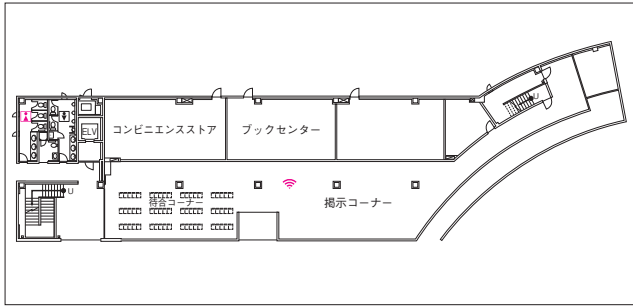 U
ELV
コンビニエンスストア
ブックセンター
U
待合コーナー
掲示コーナー